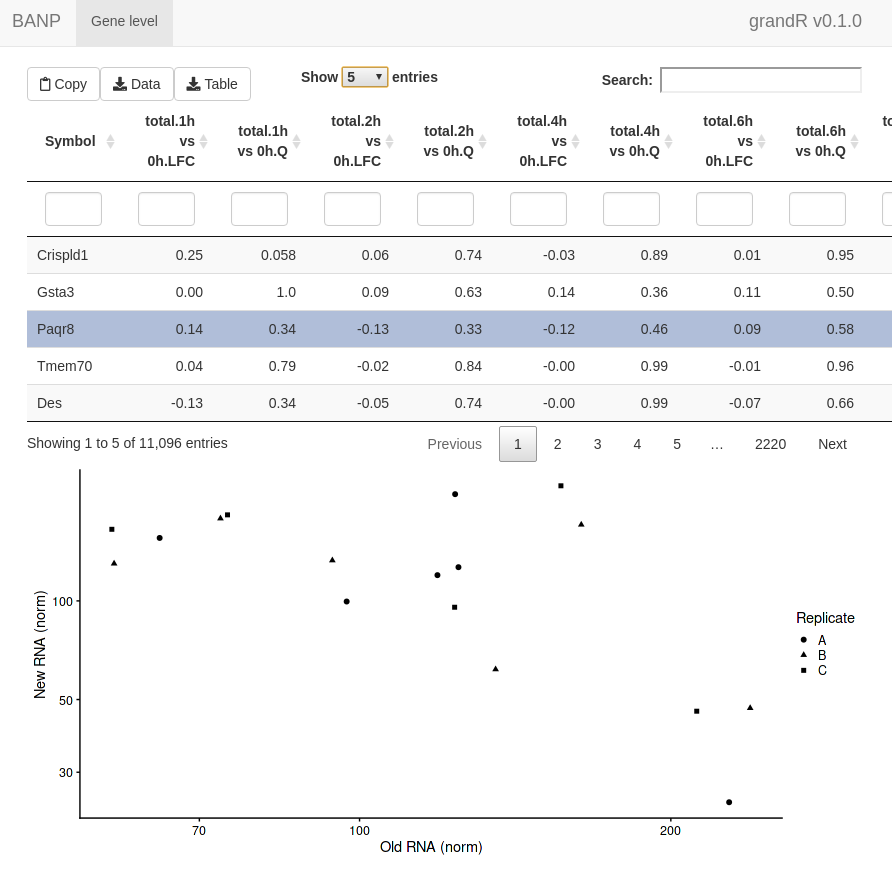 BANP Gene level grandR v0.1.0
Copy Data Table Show 5 entries Search:
total.1h total.2h total.4h total.6h to
Symbol vs total.1h vs total.2h vs total.4h vs total.6h
0h.LFC vs 0h.Q 0h.LFC vs 0h.Q 0h.LFC vs 0h.Q 0h.LFC vs 0h.Q
Crispld1 0.25 0.058 0.06 0.74 -0.03 0.89 0.01 0.95
Gsta3 0.00 1.0 0.09 0.63 0.14 0.36 0.11 0.50
Paqr8 0.14 0.34 -0.13 0.33 -0.12 0.46 0.09 0.58
Tmem70 0.04 0.79 -0.02 0.84 -0.00 0.99 -0.01 0.96
Des -0.13 0.34 -0.05 0.74 -0.00 0.99 -0.07 0.66
Showing 1 to 5 of 11,096 entries Previous 1 2 3 4 5 … 2220 Next
New RNA (norm)
100
50
30
70 100 200
Old RNA (norm)
Replicate
A
B
C